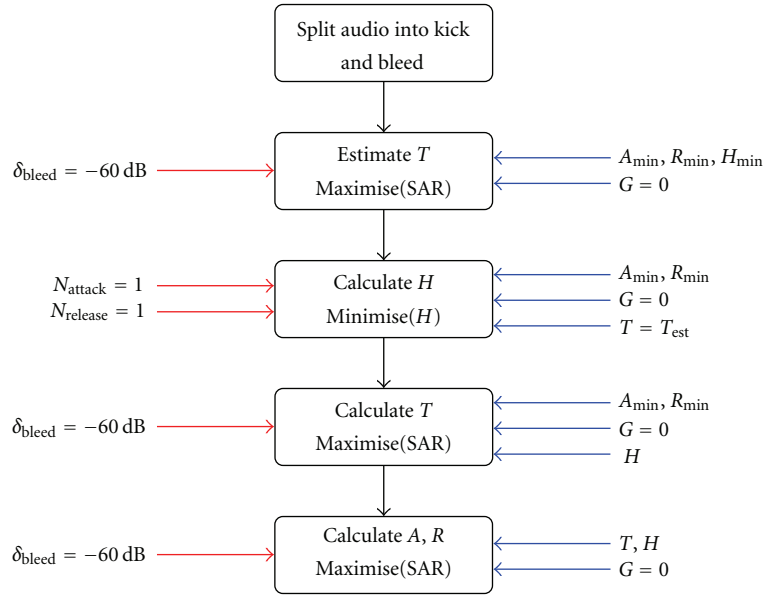 Split audio into kick
and bleed
δbleed = −60 dB
Estimate T
Maximise(SAR)
Amin, Rmin, Hmin
G = 0
Nattack = 1
Nrelease = 1
Calculate H
Minimise(H)
Amin, Rmin
G = 0
T = Test
δbleed = −60 dB
Calculate T
Maximise(SAR)
Amin, Rmin
G = 0
H
δbleed = −60 dB
Calculate A, R
Maximise(SAR)
T, H
G = 0